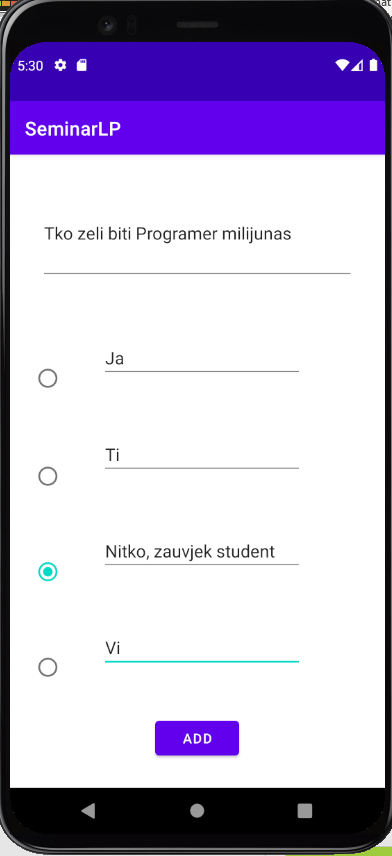 5:30
SeminarLP
Tko zeli biti Programer milijunas
Ja
Ti
Nitko, zauvjek student
Vi
ADD